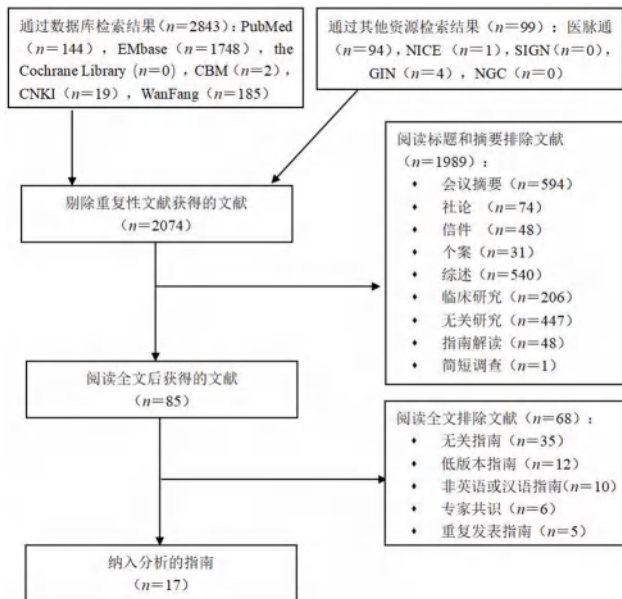 通过数据库检索结果（n=2843）：PubMed
（n=144），EMbase（n=1748），the
Cochrane Library（n=0），CBM（n=2），
CNKI（n=19），WanFang（n=185）
通过其他资源检索结果（n=99）：医脉通
（n=94），NICE（n=1），SIGN（n=0），
GIN（n=4），NGC（n=0）
剔除重复性文献获得的文献
（n=2074）
阅读标题和摘要排除文献
（n=1989）：
♦ 会议摘要（n=594）
♦ 社论（n=74）
♦ 信件（n=48）
♦ 个案（n=31）
♦ 综述（n=540）
♦ 临床研究（n=206）
♦ 无关研究（n=447）
♦ 指南解读（n=48）
♦ 简短调查（n=1）
阅读全文后获得的文献
（n=85）
阅读全文排除文献（n=68）：
♦ 无关指南（n=35）
♦ 低版本指南（n=12）
♦ 非英语或汉语指南（n=10）
♦ 专家共识（n=6）
♦ 重复发表指南（n=5）
纳入分析的指南
（n=17）